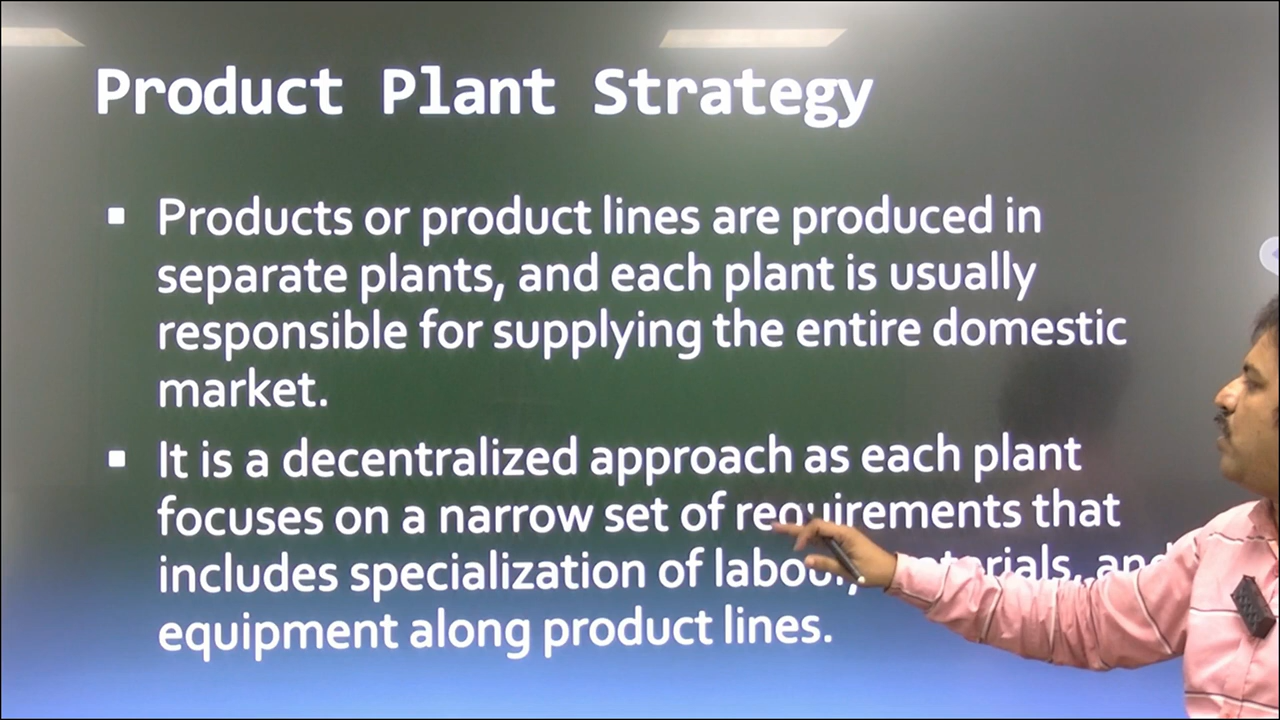 Product Plant Strategy
▪ Products or product lines are produced in
separate plants, and each plant is usually
responsible for supplying the entire domestic
market.
▪ It is a decentralized approach as each plant
focuses on a narrow set of requirements that
includes specialization of labour, materials, and
equipment along product lines.